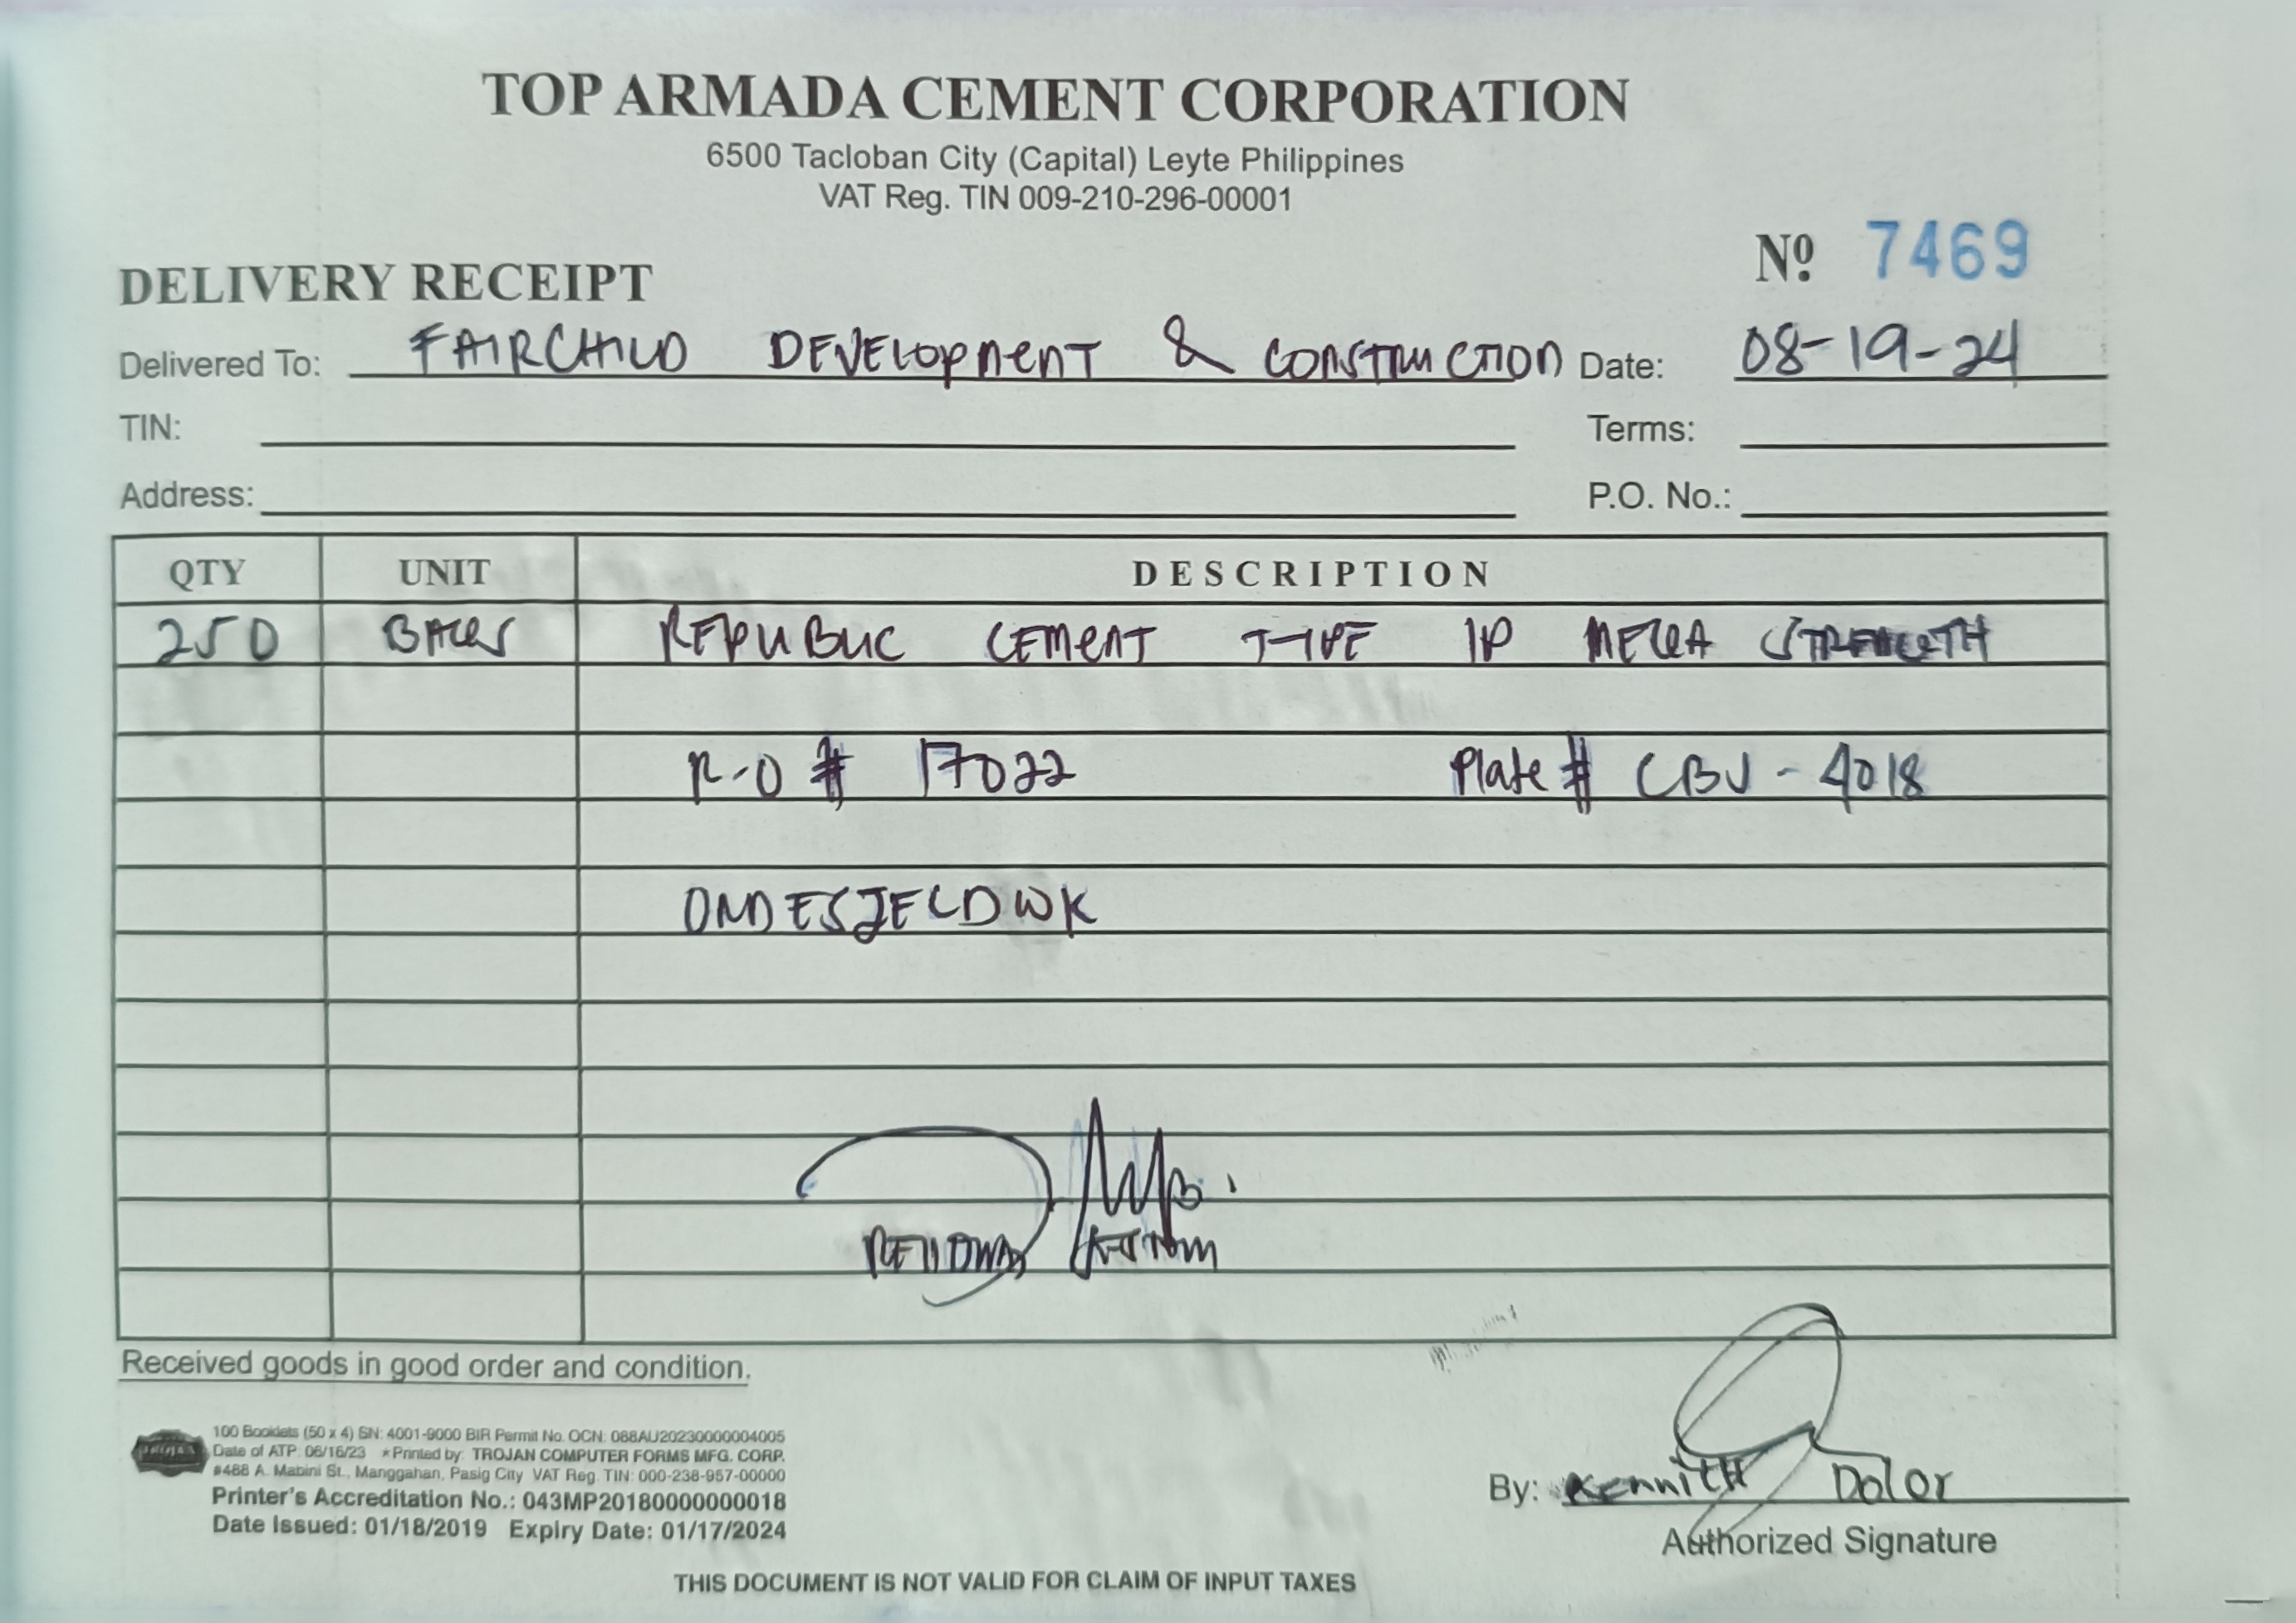 TOP ARMADA CEMENT CORPORATION
6500 Tacloban City (Capital) Leyte Philippines
VAT Reg. TIN 009-210-296-00001
Nº 7469
DELIVERY RECEIPT
Delivered To: FAIRCHILD DEVELOPMENT & CONSTRUCTION Date: 08-19-24
TIN: Terms:
Address: P.O. No.:
QTY UNIT DESCRIPTION
250 BAGS REPUBLIC CEMENT TYPE 1P MEGA STRENGTH
R-O # 17022 Plate # CBJ - 4018
ONDESJELDWK
Received goods in good order and condition.
100 Booklets (50 x 4) SN: 4001-9000 BIR Permit No. OCN: 088AU20230000004005
Date of ATP: 06/16/23 *Printed by: TROJAN COMPUTER FORMS MFG. CORP.
#488 A. Mabini St., Manggahan, Pasig City VAT Reg. TIN: 000-238-957-00000
Printer's Accreditation No.: 043MP20180000000018
Date Issued: 01/18/2019 Expiry Date: 01/17/2024
By: Kennith Dolor
Authorized Signature
THIS DOCUMENT IS NOT VALID FOR CLAIM OF INPUT TAXES